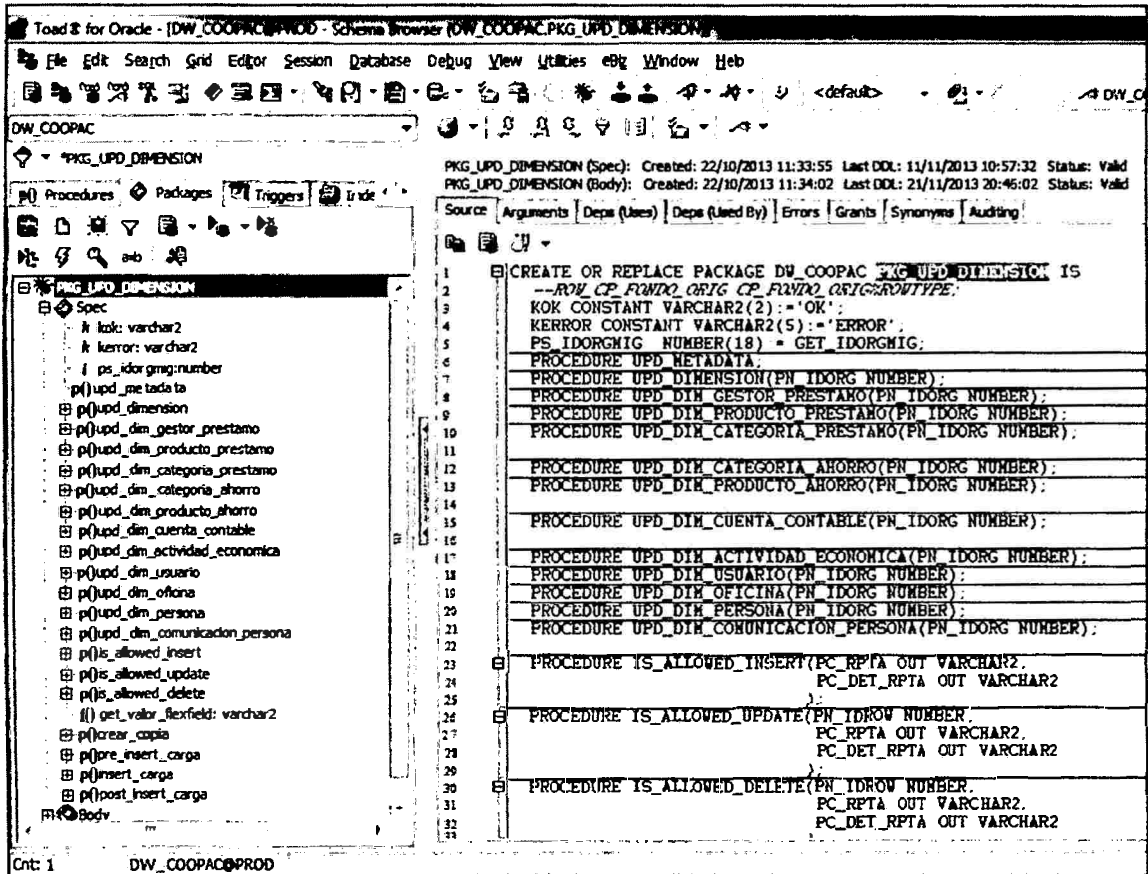 Toad® for Oracle - [DW_COOPAC@PROD - Schema Browser (DW_COOPAC.PKG_UPD_DIMENSION)]
File Edit Search Grid Editor Session Database Debug View Utilities eBiz Window Help
<default>
DW_C
DW_COOPAC
*PKG_UPD_DIMENSION
PKG_UPD_DIMENSION (Spec): Created: 22/10/2013 11:33:55 Last DDL: 11/11/2013 10:57:32 Status: Valid
PKG_UPD_DIMENSION (Body): Created: 22/10/2013 11:34:02 Last DDL: 21/11/2013 20:46:02 Status: Valid
p() Procedures Packages Triggers Inde
Source Arguments Deps (Uses) Deps (Used By) Errors Grants Synonyms Auditing
a=b
PKG_UPD_DIMENSION
Spec
k kok: varchar2
k kerror: varchar2
ps_idorgmig:number
p()upd_metadata
p()upd_dimension
p()upd_dim_gestor_prestamo
p()upd_dim_producto_prestamo
p()upd_dim_categoria_prestamo
p()upd_dim_categoria_ahorro
p()upd_dim_producto_ahorro
p()upd_dim_cuenta_contable
p()upd_dim_actividad_economica
p()upd_dim_usuario
p()upd_dim_oficina
p()upd_dim_persona
p()upd_dim_comunicacion_persona
p()is_allowed_insert
p()is_allowed_update
p()is_allowed_delete
f() get_valor_flexfield: varchar2
p()crear_copia
p()pre_insert_carga
p()insert_carga
p()post_insert_carga
Body
1 CREATE OR REPLACE PACKAGE DW_COOPAC PKG_UPD_DIMENSION IS
2 ---ROW_CP_FONDO_ORIG CP_FONDO_ORIG%ROWTYPE;
3 KOK CONSTANT VARCHAR2(2):='OK';
4 KERROR CONSTANT VARCHAR2(5):='ERROR';
5 PS_IDORGMIG NUMBER(18) = GET_IDORGMIG;
6 PROCEDURE UPD_METADATA;
7 PROCEDURE UPD_DIMENSION(PN_IDORG NUMBER);
8 PROCEDURE UPD_DIM_GESTOR_PRESTAMO(PN_IDORG NUMBER);
9 PROCEDURE UPD_DIM_PRODUCTO_PRESTAMO(PN_IDORG NUMBER);
10 PROCEDURE UPD_DIM_CATEGORIA_PRESTAMO(PN_IDORG NUMBER);
11
12 PROCEDURE UPD_DIM_CATEGORIA_AHORRO(PN_IDORG NUMBER);
13 PROCEDURE UPD_DIM_PRODUCTO_AHORRO(PN_IDORG NUMBER);
14
15 PROCEDURE UPD_DIM_CUENTA_CONTABLE(PN_IDORG NUMBER);
16
17 PROCEDURE UPD_DIM_ACTIVIDAD_ECONOMICA(PN_IDORG NUMBER);
18 PROCEDURE UPD_DIM_USUARIO(PN_IDORG NUMBER);
19 PROCEDURE UPD_DIM_OFICINA(PN_IDORG NUMBER);
20 PROCEDURE UPD_DIM_PERSONA(PN_IDORG NUMBER);
21 PROCEDURE UPD_DIM_COMUNICACION_PERSONA(PN_IDORG NUMBER);
22
23 PROCEDURE IS_ALLOWED_INSERT(PC_RPTA OUT VARCHAR2,
24 PC_DET_RPTA OUT VARCHAR2
25 );
26 PROCEDURE IS_ALLOWED_UPDATE(PN_IDROW NUMBER,
27 PC_RPTA OUT VARCHAR2,
28 PC_DET_RPTA OUT VARCHAR2
29 );
30 PROCEDURE IS_ALLOWED_DELETE(PN_IDROW NUMBER,
31 PC_RPTA OUT VARCHAR2,
32 PC_DET_RPTA OUT VARCHAR2
33
Cnt: 1 DW_COOPAC@PROD